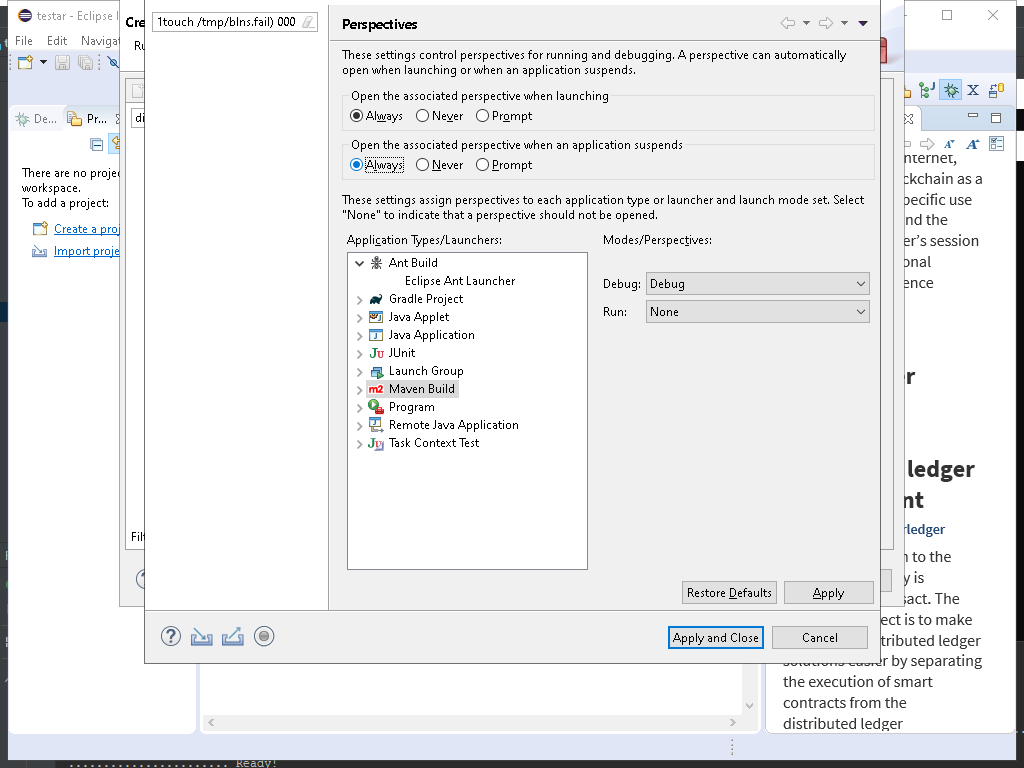 testar - Eclipse I
File Edit Naviga
De...
Pr...
There are no proje
workspace.
To add a project:
Create a proj
Import proje
Cre
Ru
di
Filt
1touch /tmp/blns.fail) 000
Perspectives
These settings control perspectives for running and debugging. A perspective can automatically
open when launching or when an application suspends.
Open the associated perspective when launching
Always Never Prompt
Open the associated perspective when an application suspends
Always Never Prompt
These settings assign perspectives to each application type or launcher and launch mode set. Select
"None" to indicate that a perspective should not be opened.
Application Types/Launchers:
Modes/Perspectives:
Ant Build
Eclipse Ant Launcher
Gradle Project
Java Applet
Java Application
Ju JUnit
Launch Group
m2 Maven Build
Program
Remote Java Application
Task Context Test
Debug: Debug
Run: None
Restore Defaults
Apply
Apply and Close
Cancel
nternet,
ckchain as a
pecific use
nd the
er's session
onal
ence
r
ledger
nt
rledger
n to the
y is
sact. The
ect is to make
tributed ledger
solutions easier by separating
the execution of smart
contracts from the
distributed ledger
Ready!